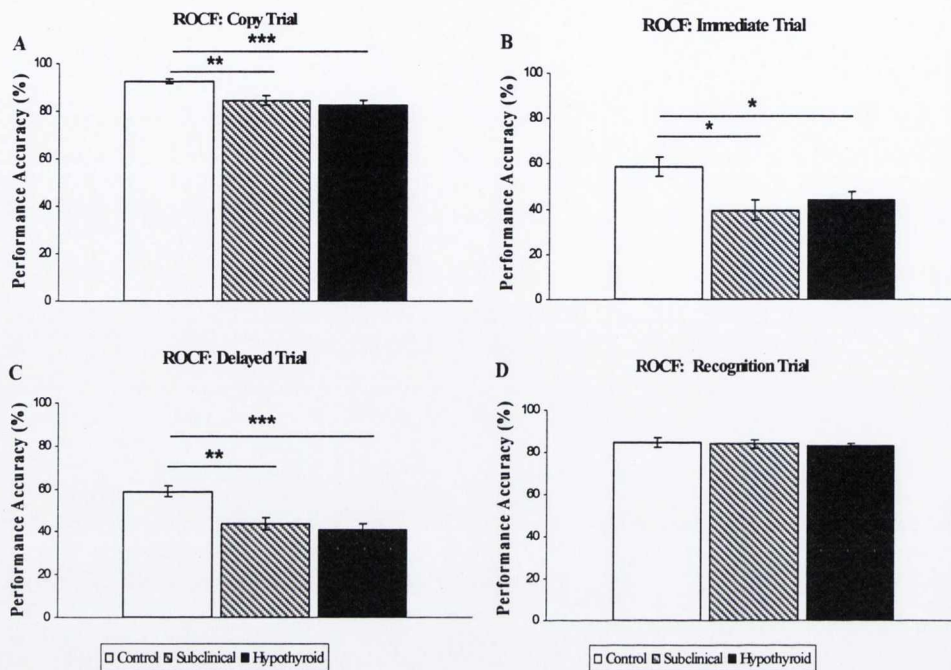 ROCF: Copy Trial
A
***
**
Performance Accuracy (%)
100
80
60
40
20
0
ROCF: Immediate Trial
B
*
*
Performance Accuracy (%)
100
80
60
40
20
0
ROCF: Delayed Trial
C
***
**
Performance Accuracy (%)
100
80
60
40
20
0
Control Subclinical Hypothyroid
ROCF: Recognition Trial
D
Performance Accuracy (%)
100
80
60
40
20
0
Control Subclinical Hypothyroid